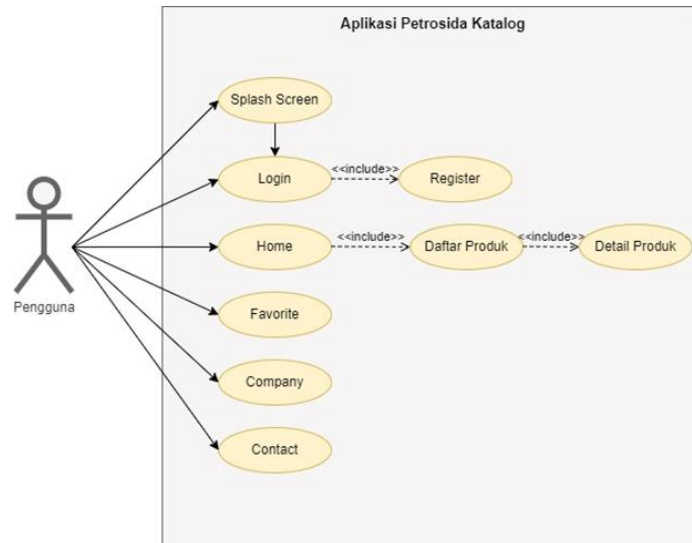 Aplikasi Petrosida Katalog
Splash Screen
Login
<<include>>
Register
Home
<<include>>
Daftar Produk
<<include>>
Detail Produk
Pengguna
Favorite
Company
Contact